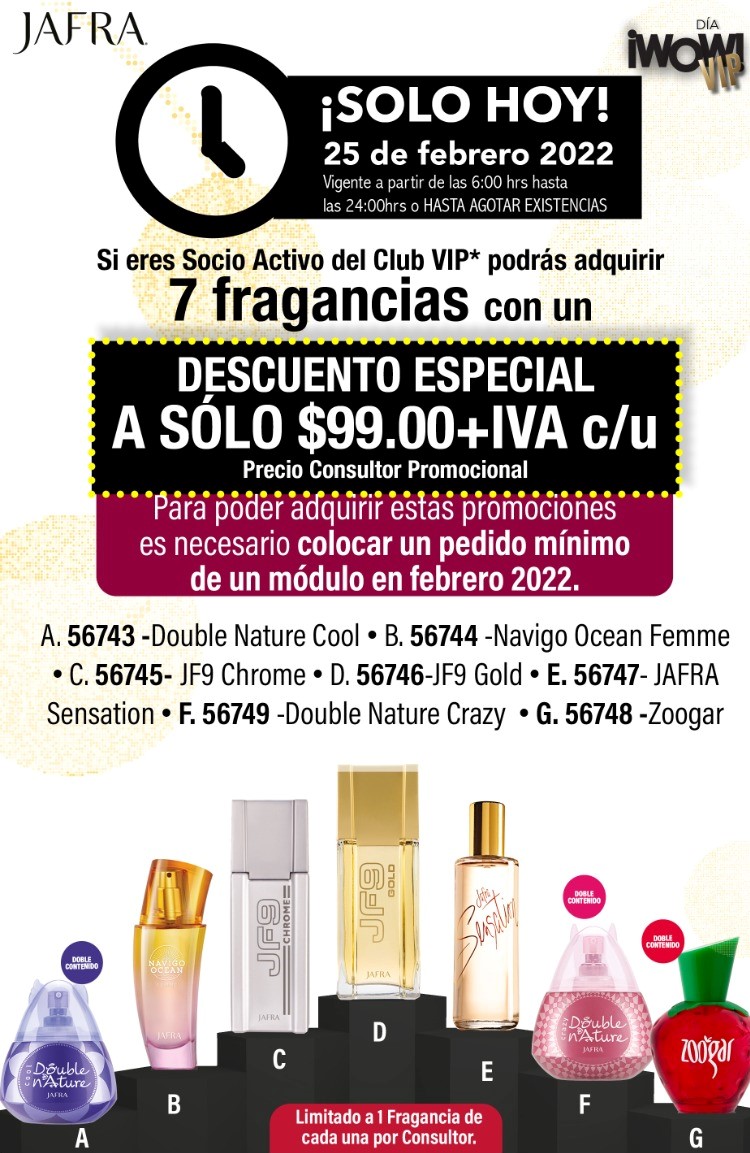 JAFRA
DÍA
¡WOW!
VIP
¡SOLO HOY!
25 de febrero 2022
Vigente a partir de las 6:00 hrs hasta
las 24:00hrs o HASTA AGOTAR EXISTENCIAS
Si eres Socio Activo del Club VIP* podrás adquirir
7 fragancias con un
DESCUENTO ESPECIAL
A SÓLO $99.00+IVA c/u
Precio Consultor Promocional
Para poder adquirir estas promociones
es necesario colocar un pedido mínimo
de un módulo en febrero 2022.
A. 56743 -Double Nature Cool • B. 56744 -Navigo Ocean Femme
• C. 56745- JF9 Chrome • D. 56746-JF9 Gold • E. 56747- JAFRA
Sensation • F. 56749 -Double Nature Crazy • G. 56748 -Zoogar
DOBLE
CONTENIDO
COOL
Double
nAture
JAFRA
A
NAVIGO
OCEAN
JAFRA
B
JF9
CHROME
JAFRA
C
JF9
GOLD
JAFRA
D
Jafra
Sensation
E
DOBLE
CONTENIDO
CRAZY
Double
nAture
JAFRA
F
DOBLE
CONTENIDO
zoogar
G
Limitado a 1 Fragancia de
cada una por Consultor.